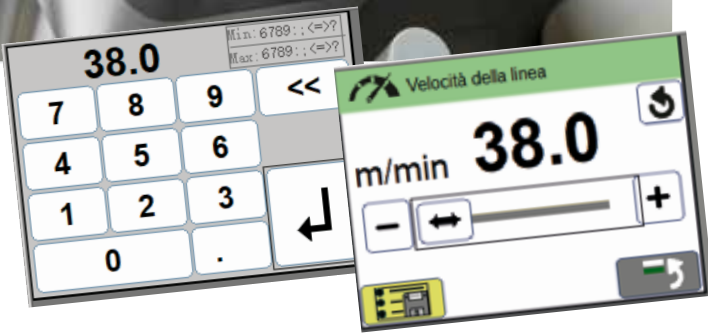 38.0
Min:6789:;<=>?
Max:6789:;<=>?
7 8 9 <<
4 5 6
1 2 3
0 .
Velocità della linea
m/min 38.0
- +